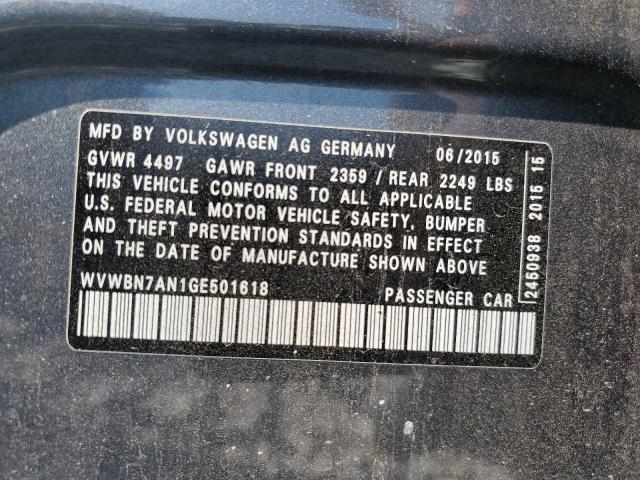 MFD BY VOLKSWAGEN AG GERMANY 06/2015
GVWR 4497 GAWR FRONT 2359 / REAR 2249 LBS
THIS VEHICLE CONFORMS TO ALL APPLICABLE
U.S. FEDERAL MOTOR VEHICLE SAFETY, BUMPER
AND THEFT PREVENTION STANDARDS IN EFFECT
ON THE DATE OF MANUFACTURE SHOWN ABOVE
WVWBN7AN1GE501618 PASSENGER CAR
2460938 2015 15